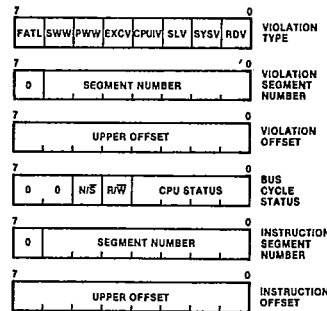 7 0
FATL SWW PWW EXCV CPUIV SLV SYSV RDV VIOLATION TYPE
7 0
0 SEGMENT NUMBER VIOLATION SEGMENT NUMBER
7 0
UPPER OFFSET VIOLATION OFFSET
7 0
0 0 N/S̅ R/W̅ CPU STATUS BUS CYCLE STATUS
7 0
0 SEGMENT NUMBER INSTRUCTION SEGMENT NUMBER
7 0
UPPER OFFSET INSTRUCTION OFFSET